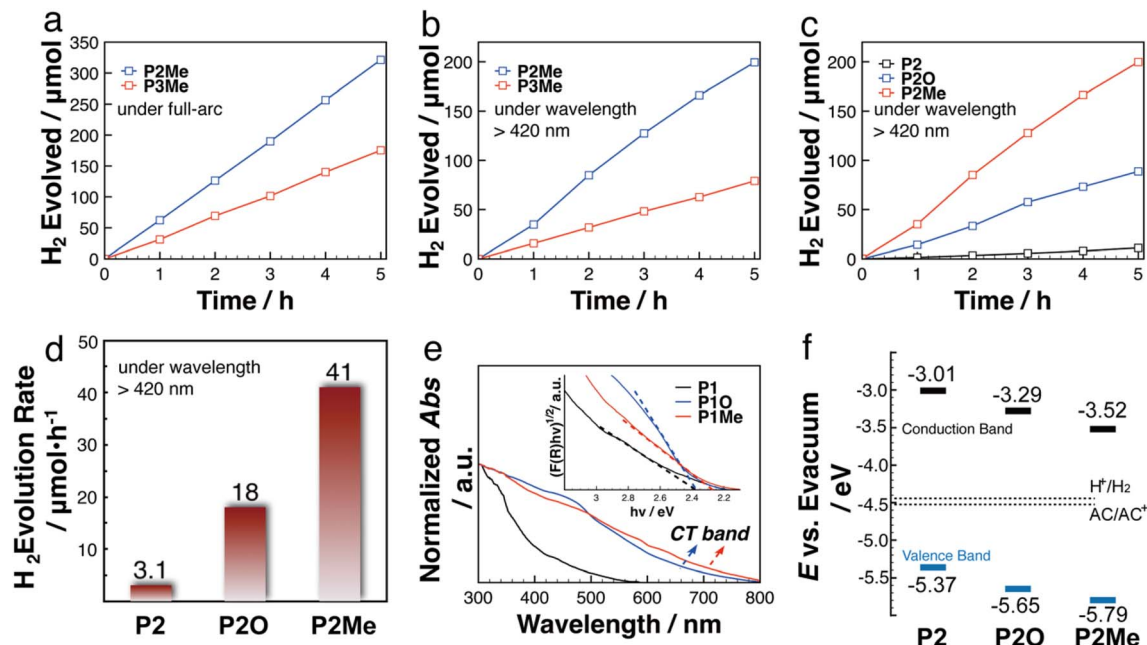 a
H2 Evolved / μmol
350
300
250
200
150
100
50
0
P2Me
P3Me
under full-arc
0 1 2 3 4 5
Time / h
b
H2 Evolved / μmol
200
150
100
50
0
P2Me
P3Me
under wavelength
> 420 nm
0 1 2 3 4 5
Time / h
c
H2 Evolued / μmol
200
150
100
50
0
P2
P2O
P2Me
under wavelength
> 420 nm
0 1 2 3 4 5
Time / h
d
H2Evolution Rate
/ μmol·h-1
50
40
30
20
10
under wavelength
> 420 nm
3.1
18
41
P2 P2O P2Me
e
Normalized Abs
/ a.u.
P1
P1O
P1Me
(F(R)hv)1/2/ a.u.
3 2.8 2.6 2.4 2.2
hv / eV
CT band
300 400 500 600 700 800
Wavelength / nm
f
E vs. Evacuum
/ eV
-3.0
-3.5
-4.0
-4.5
-5.0
-5.5
-6.0
-3.01
-3.29
-3.52
Conduction Band
H+/H2
AC/AC+
Valence Band
-5.37
-5.65
-5.79
P2 P2O P2Me